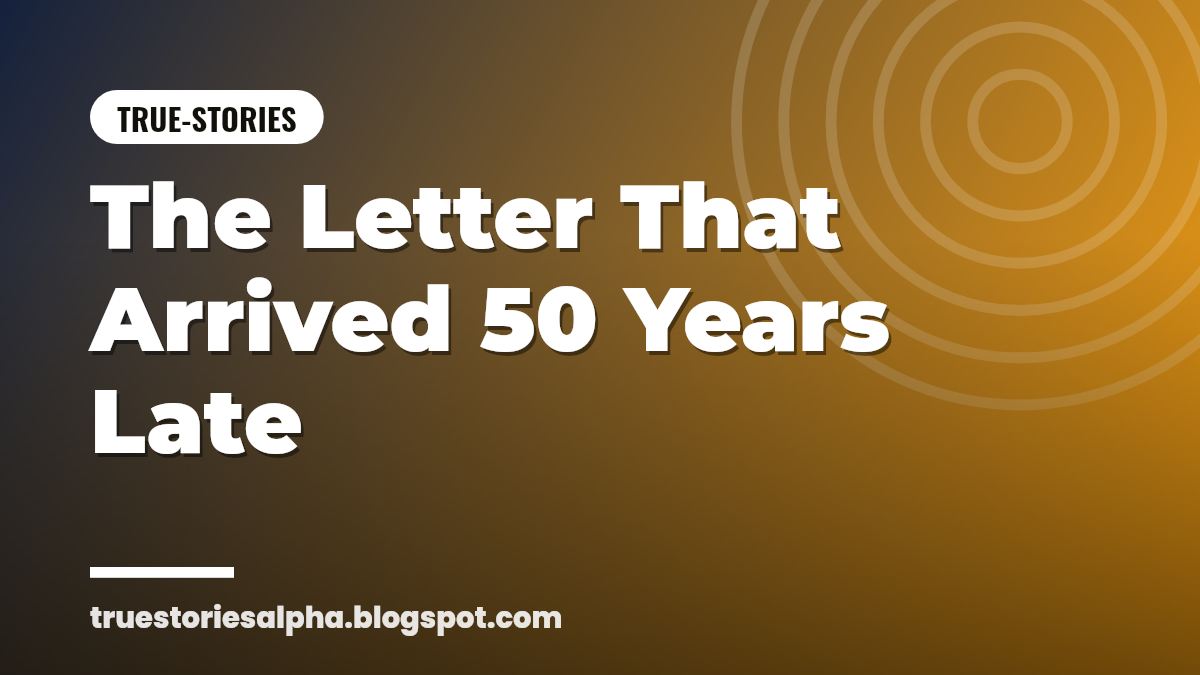 TRUE-STORIES
The Letter That
Arrived 50 Years
Late
truestoriesalpha.blogspot.com